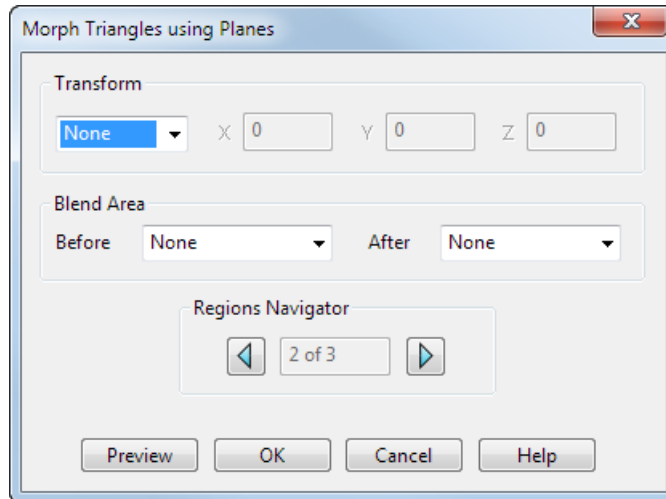 Morph Triangles using Planes
Transform
None X 0 Y 0 Z 0
Blend Area
Before None After None
Regions Navigator
2 of 3
Preview OK Cancel Help